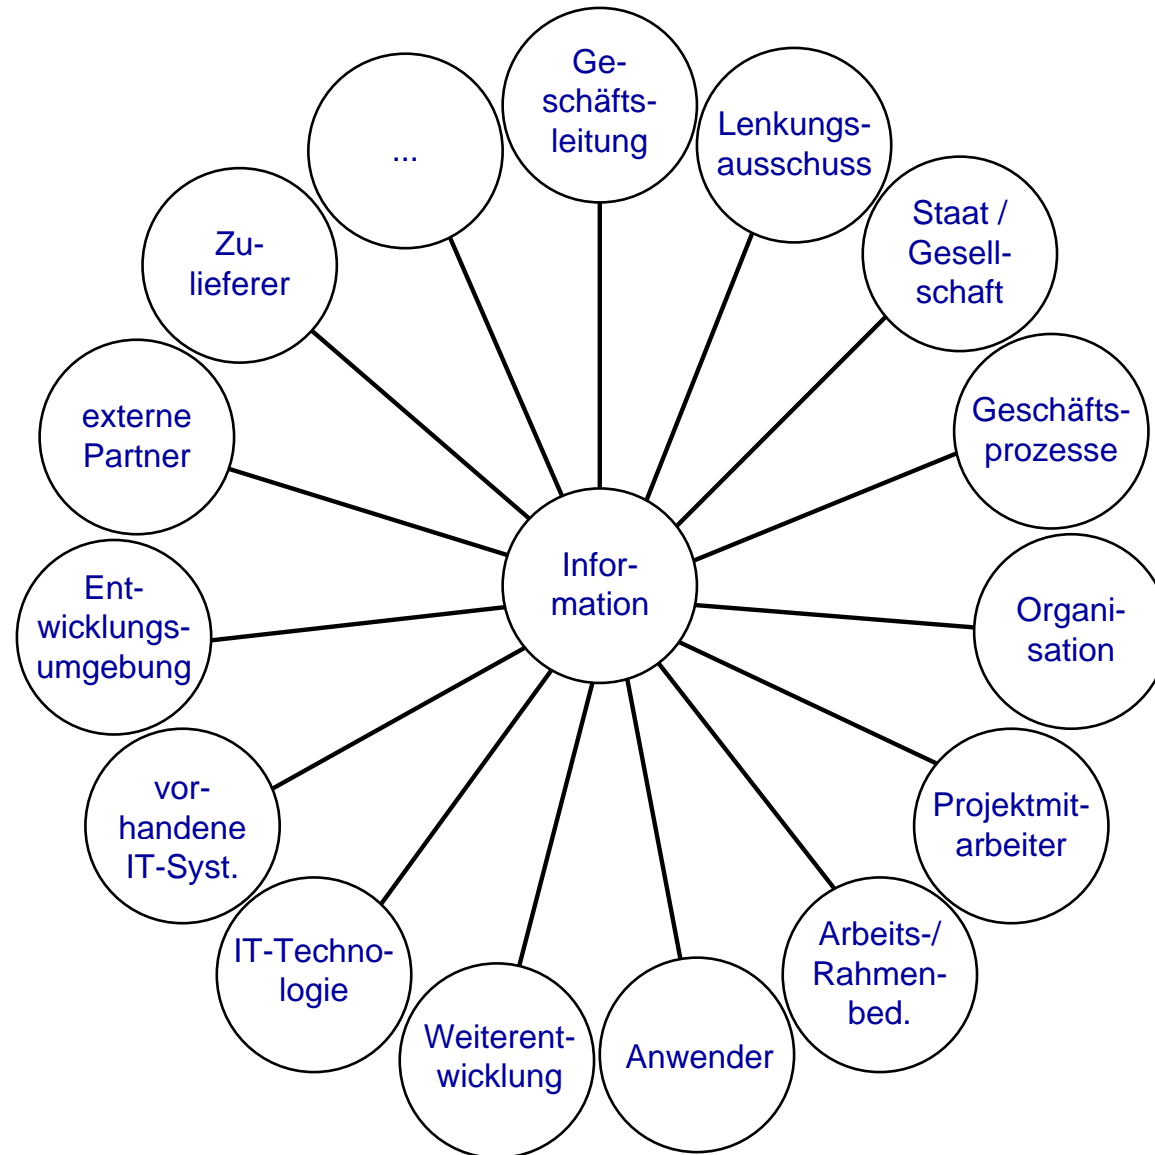 Ge-
schäfts-
leitung
Lenkungs-
ausschuss
Staat /
Gesell-
schaft
Geschäfts-
prozesse
Organi-
sation
Projektmit-
arbeiter
Arbeits-/
Rahmen-
bed.
Anwender
Weiterent-
wicklung
IT-Techno-
logie
vor-
handene
IT-Syst.
Ent-
wicklungs-
umgebung
externe
Partner
Zu-
lieferer
...
Infor-
mation